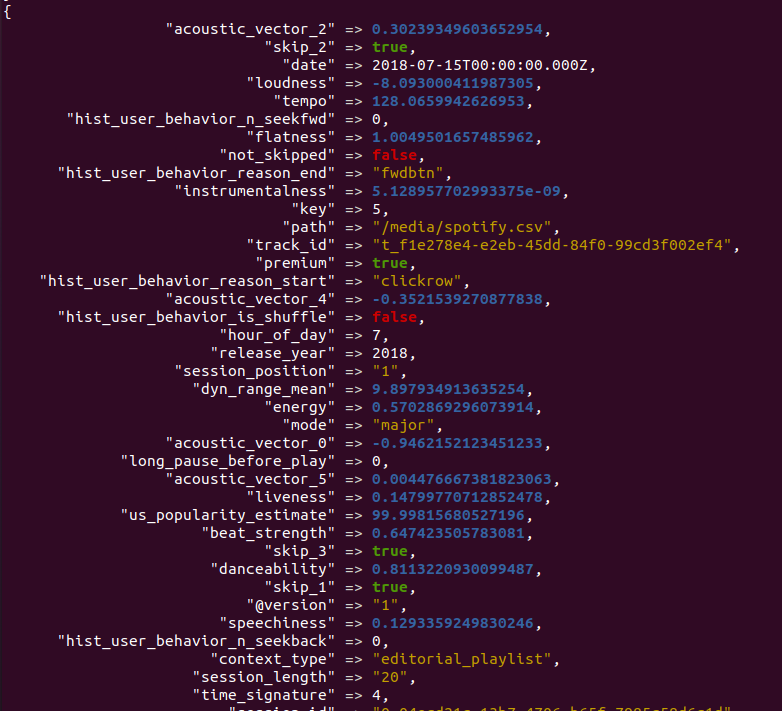 {
"acoustic_vector_2" => 0.30239349603652954,
"skip_2" => true,
"date" => 2018-07-15T00:00:00.000Z,
"loudness" => -8.093000411987305,
"tempo" => 128.0659942626953,
"hist_user_behavior_n_seekfwd" => 0,
"flatness" => 1.0049501657485962,
"not_skipped" => false,
"hist_user_behavior_reason_end" => "fwdbtn",
"instrumentalness" => 5.128957702993375e-09,
"key" => 5,
"path" => "/media/spotify.csv",
"track_id" => "t_f1e278e4-e2eb-45dd-84f0-99cd3f002ef4",
"premium" => true,
"hist_user_behavior_reason_start" => "clickrow",
"acoustic_vector_4" => -0.3521539270877838,
"hist_user_behavior_is_shuffle" => false,
"hour_of_day" => 7,
"release_year" => 2018,
"session_position" => "1",
"dyn_range_mean" => 9.897934913635254,
"energy" => 0.5702869296073914,
"mode" => "major",
"acoustic_vector_0" => -0.9462152123451233,
"long_pause_before_play" => 0,
"acoustic_vector_5" => 0.004476667381823063,
"liveness" => 0.14799770712852478,
"us_popularity_estimate" => 99.99815680527196,
"beat_strength" => 0.647423505783081,
"skip_3" => true,
"danceability" => 0.8113220930099487,
"skip_1" => true,
"@version" => "1",
"speechiness" => 0.1293359249830246,
"hist_user_behavior_n_seekback" => 0,
"context_type" => "editorial_playlist",
"session_length" => "20",
"time_signature" => 4,